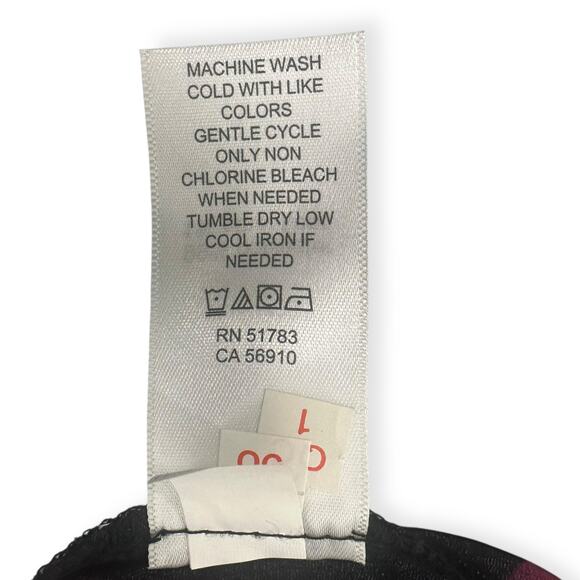 MACHINE WASH
COLD WITH LIKE
COLORS
GENTLE CYCLE
ONLY NON
CHLORINE BLEACH
WHEN NEEDED
TUMBLE DRY LOW
COOL IRON IF
NEEDED
RN 51783
CA 56910
1